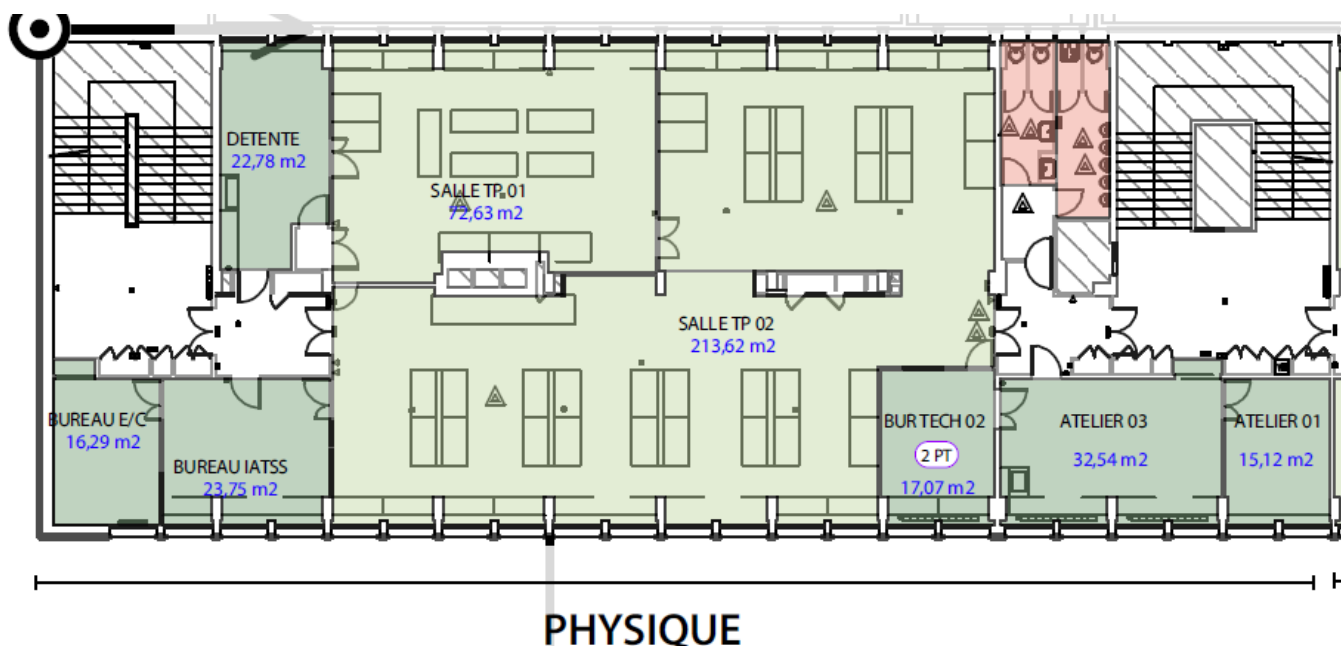 DETENTE
22,78 m2
SALLE TP 01
72,63 m2
SALLE TP 02
213,62 m2
BUREAU E/C
16,29 m2
BUREAU IATSS
23,75 m2
BUR TECH 02
2 PT
17,07 m2
ATELIER 03
32,54 m2
ATELIER 01
15,12 m2
PHYSIQUE